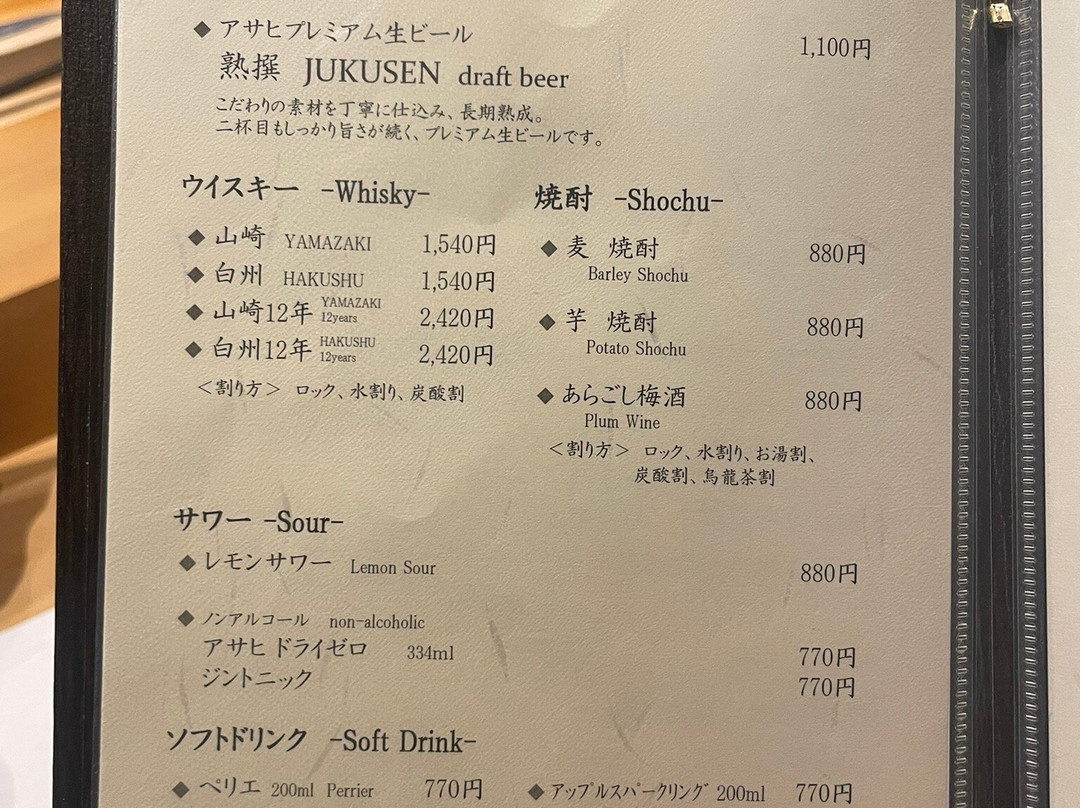 ◆ アサヒプレミアム生ビール
熟撰 JUKUSEN draft beer 1,100円
こだわりの素材を丁寧に仕込み、長期熟成。
二杯目もしっかり旨さが続く、プレミアム生ビールです。
ウイスキー -Whisky-
◆ 山崎 YAMAZAKI 1,540円
◆ 白州 HAKUSHU 1,540円
◆ 山崎12年 YAMAZAKI 12years 2,420円
◆ 白州12年 HAKUSHU 12years 2,420円
＜割り方＞ ロック、水割り、炭酸割
焼酎 -Shochu-
◆ 麦 焼酎 880円
Barley Shochu
◆ 芋 焼酎 880円
Potato Shochu
◆ あらごし梅酒 880円
Plum Wine
＜割り方＞ ロック、水割り、お湯割、
炭酸割、烏龍茶割
サワー -Sour-
◆ レモンサワー Lemon Sour 880円
◆ ノンアルコール non-alcoholic
アサヒ ドライゼロ 334ml 770円
ジントニック 770円
ソフトドリンク -Soft Drink-
◆ ペリエ 200ml Perrier 770円
◆ アップルスパークリング 200ml 770円